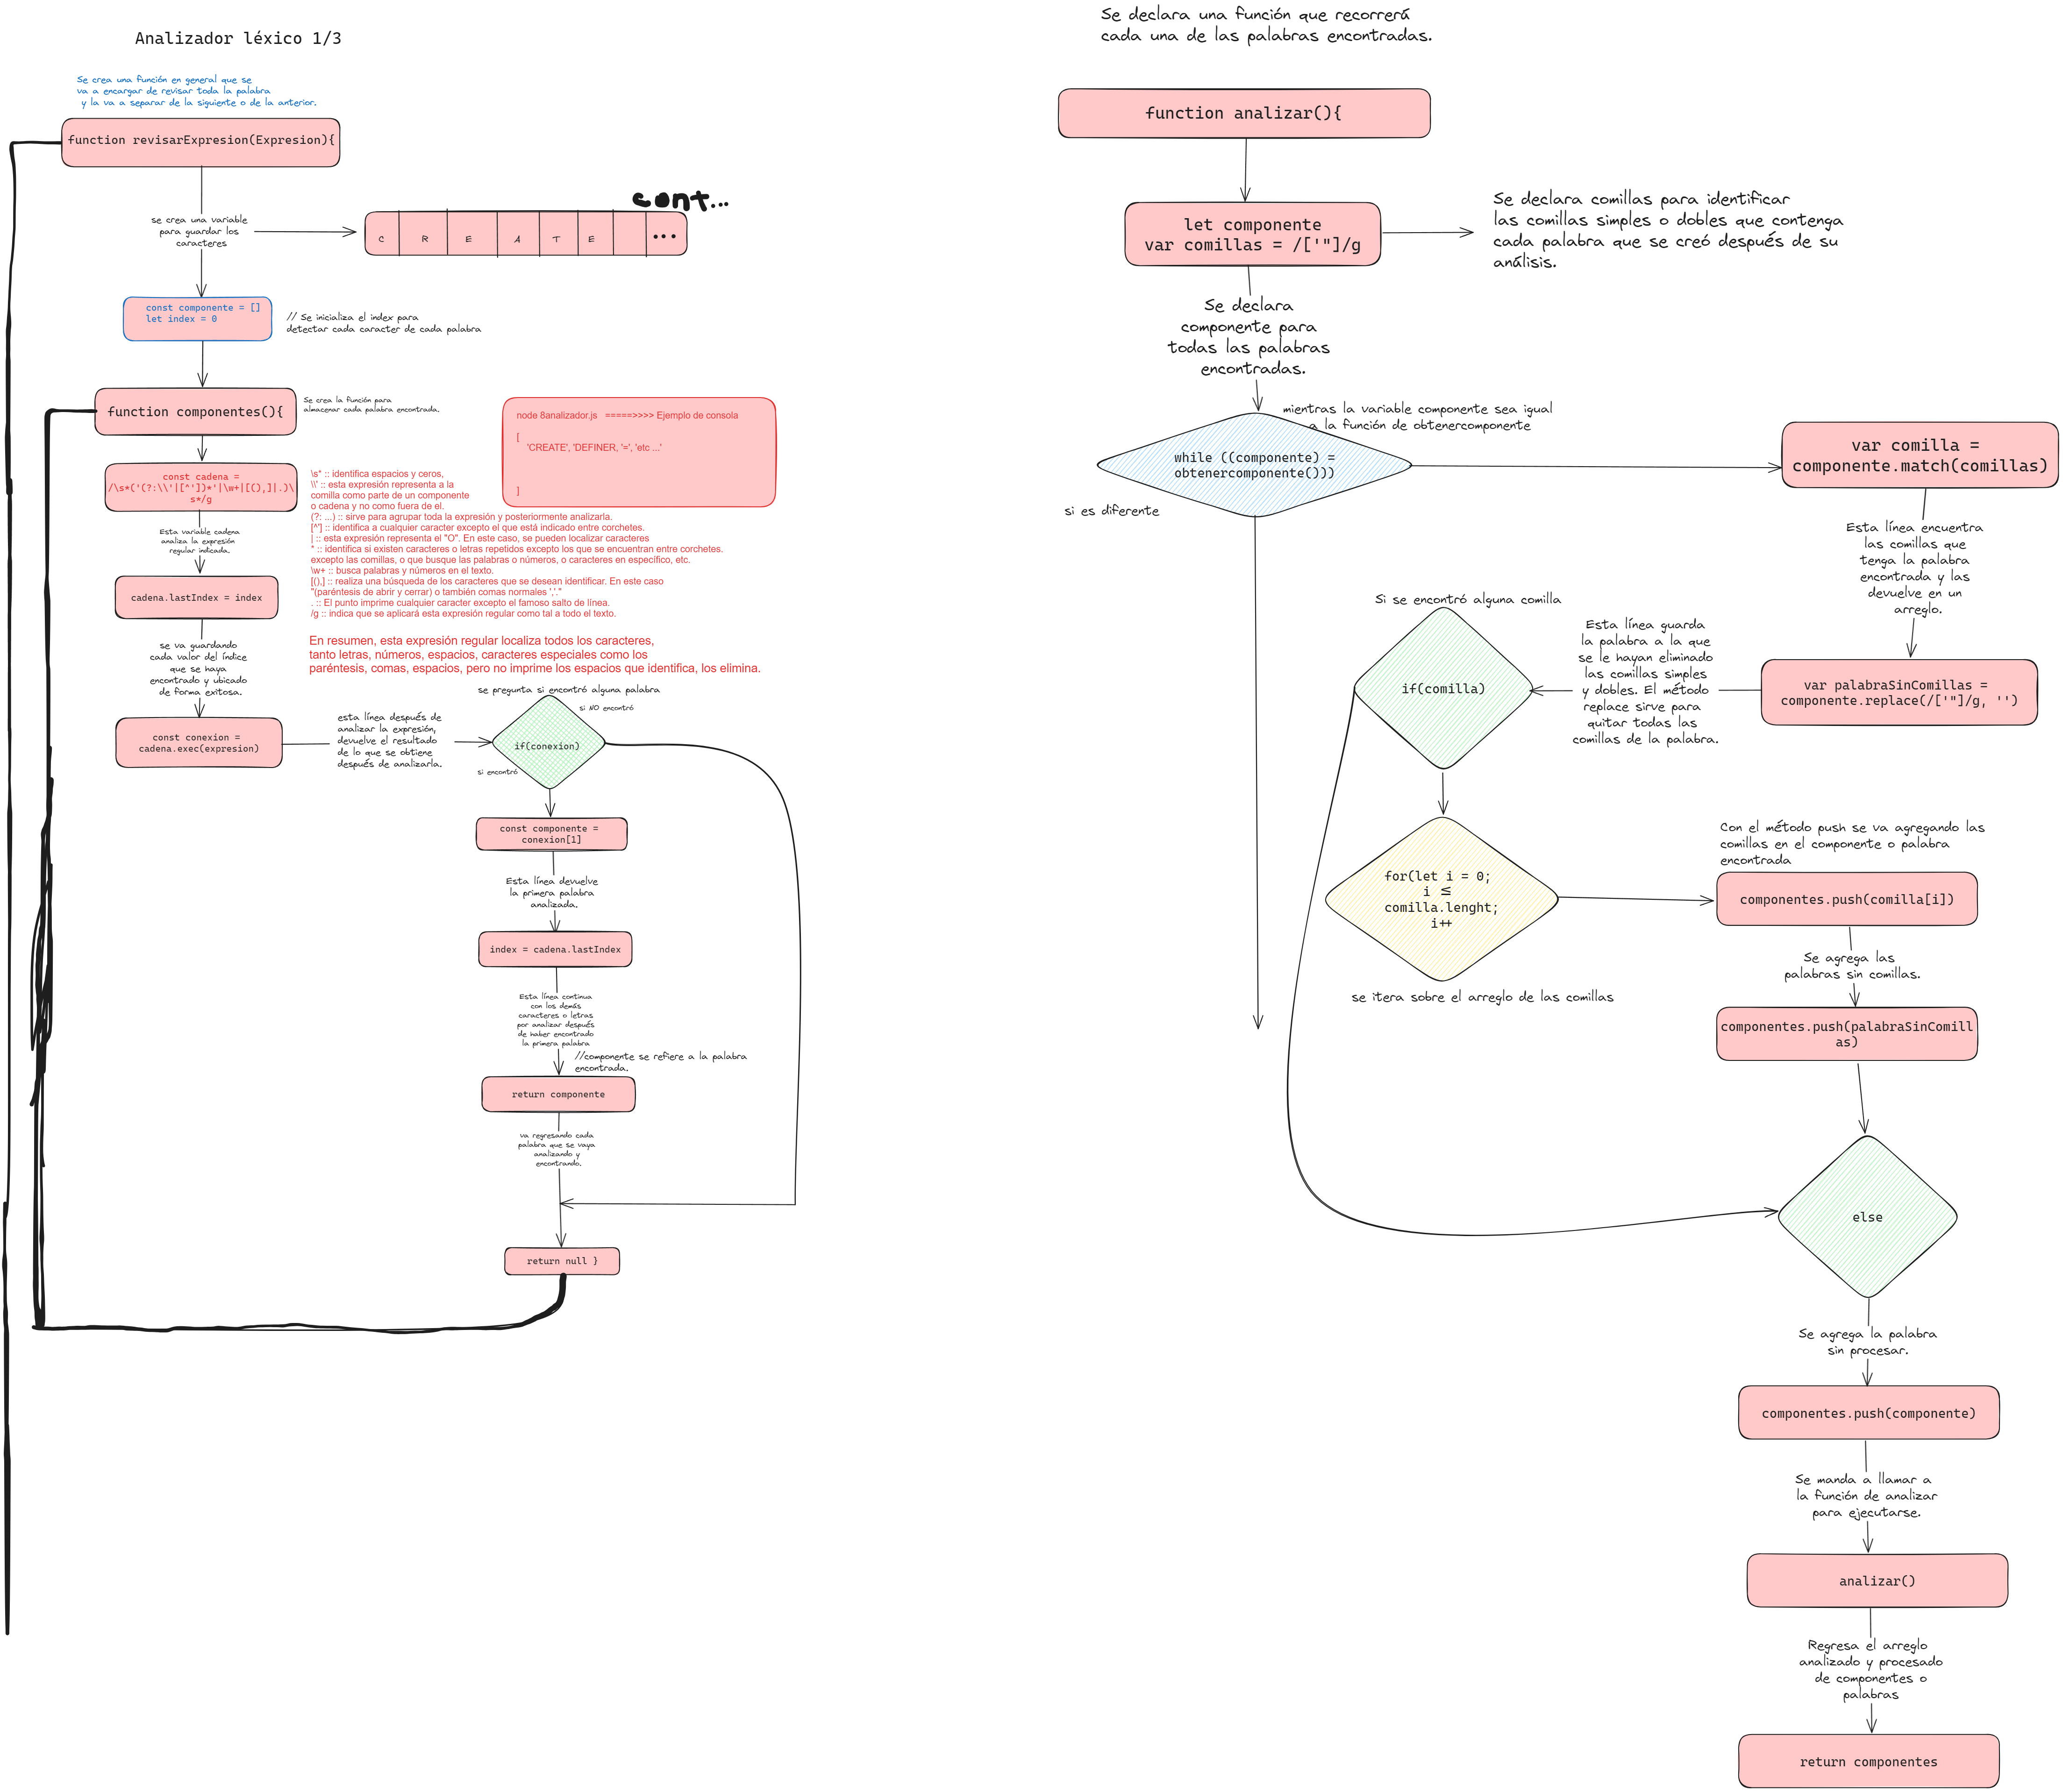 Analizador léxico 1/3
Se crea una función en general que se
va a encargar de revisar toda la palabra
y la va a separar de la siguiente o de la anterior.
function revisarExpresion(Expresion){
se crea una variable
para guardar los
caracteres
cont...
C R E A T E ...
const componente = []
let index = 0
// Se inicializa el index para
detectar cada caracter de cada palabra
function componentes(){
Se crea la función para
almacenar cada palabra encontrada.
node 8analizador.js =====>>>> Ejemplo de consola
[
'CREATE', 'DEFINER, '=', 'etc ...'
]
const cadena =
/\s*('(?:\\'|[^'])*'|\w+|[(),]|.)\
s*/g
\s* :: identifica espacios y ceros,
\\' :: esta expresión representa a la
comilla como parte de un componente
o cadena y no como fuera de el.
(?: ...) :: sirve para agrupar toda la expresión y posteriormente analizarla.
[^'] :: identifica a cualquier caracter excepto el que está indicado entre corchetes.
| :: esta expresión representa el "O". En este caso, se pueden localizar caracteres
* :: identifica si existen caracteres o letras repetidos excepto los que se encuentran entre corchetes.
excepto las comillas, o que busque las palabras o números, o caracteres en específico, etc.
\w+ :: busca palabras y números en el texto.
[(),] :: realiza una búsqueda de los caracteres que se desean identificar. En este caso
"(paréntesis de abrir y cerrar) o también comas normales ','."
. :: El punto imprime cualquier caracter excepto el famoso salto de línea.
/g :: indica que se aplicará esta expresión regular como tal a todo el texto.
En resumen, esta expresión regular localiza todos los caracteres,
tanto letras, números, espacios, caracteres especiales como los
paréntesis, comas, espacios, pero no imprime los espacios que identifica, los elimina.
Esta variable cadena
analiza la expresión
regular indicada.
cadena.lastIndex = index
se va guardando
cada valor del índice
que se haya
encontrado y ubicado
de forma exitosa.
const conexion =
cadena.exec(expresion)
esta línea después de
analizar la expresión,
devuelve el resultado
de lo que se obtiene
después de analizarla.
se pregunta si encontró alguna palabra
si NO encontró
if(conexion)
si encontró
const componente =
conexion[1]
Esta línea devuelve
la primera palabra
analizada.
index = cadena.lastIndex
Esta línea continua
con los demás
caracteres o letras
por analizar después
de haber encontrado
la primera palabra
//componente se refiere a la palabra
encontrada.
return componente
va regresando cada
palabra que se vaya
analizando y
encontrando.
return null }
Se declara una función que recorrerá
cada una de las palabras encontradas.
function analizar(){
let componente
var comillas = /['"]/g
Se declara comillas para identificar
las comillas simples o dobles que contenga
cada palabra que se creó después de su
análisis.
Se declara
componente para
todas las palabras
encontradas.
mientras la variable componente sea igual
a la función de obtenercomponente
while ((componente) =
obtenercomponente()))
si es diferente
var comilla =
componente.match(comillas)
Esta línea encuentra
las comillas que
tenga la palabra
encontrada y las
devuelve en un
arreglo.
var palabraSinComillas =
componente.replace(/['"]/g, '')
Esta línea guarda
la palabra a la que
se le hayan eliminado
las comillas simples
y dobles. El método
replace sirve para
quitar todas las
comillas de la palabra.
Si se encontró alguna comilla
if(comilla)
for(let i = 0;
i ≤
comilla.lenght;
i++
se itera sobre el arreglo de las comillas
Con el método push se va agregando las
comillas en el componente o palabra
encontrada
componentes.push(comilla[i])
Se agrega las
palabras sin comillas.
componentes.push(palabraSinComill
as)
else
Se agrega la palabra
sin procesar.
componentes.push(componente)
Se manda a llamar a
la función de analizar
para ejecutarse.
analizar()
Regresa el arreglo
analizado y procesado
de componentes o
palabras
return componentes